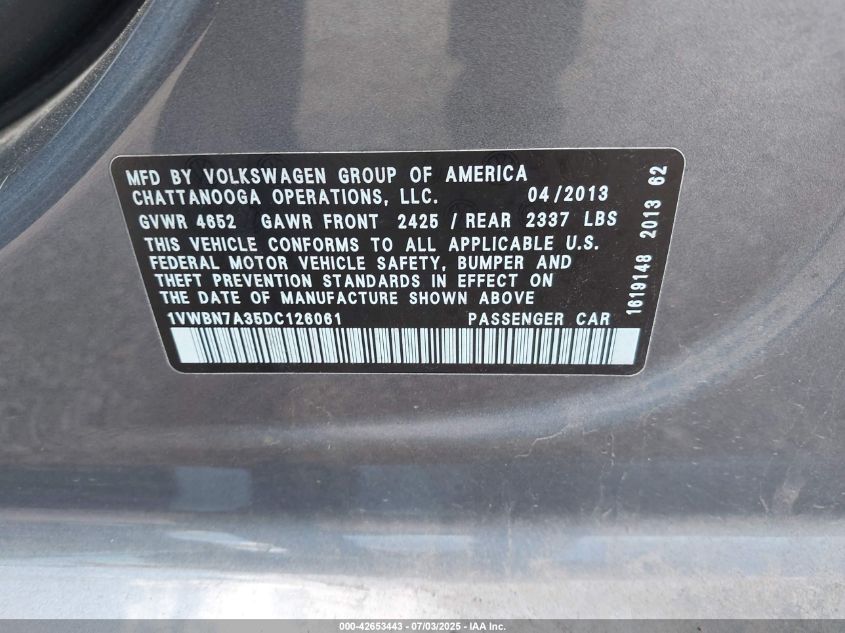 MFD BY VOLKSWAGEN GROUP OF AMERICA
CHATTANOOGA OPERATIONS, LLC. 04/2013
GVWR 4652 GAWR FRONT 2425 / REAR 2337 LBS
THIS VEHICLE CONFORMS TO ALL APPLICABLE U.S.
FEDERAL MOTOR VEHICLE SAFETY, BUMPER AND
THEFT PREVENTION STANDARDS IN EFFECT ON
THE DATE OF MANUFACTURE SHOWN ABOVE
1VWBN7A35DC126061 PASSENGER CAR
1619148 2013 62
000-42653443 - 07/03/2025 - IAA Inc.